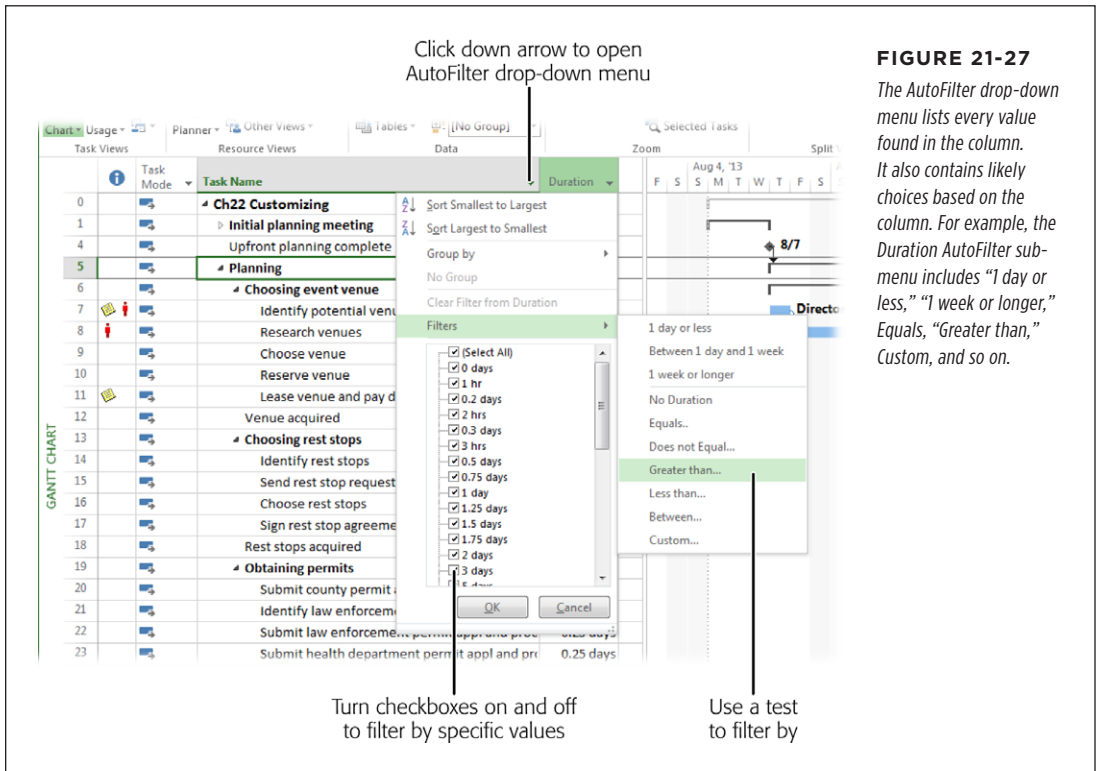 Click down arrow to open
AutoFilter drop-down menu
FIGURE 21-27
The AutoFilter drop-down
menu lists every value
found in the column.
It also contains likely
choices based on the
column. For example, the
Duration AutoFilter sub-
menu includes “1 day or
less,” “1 week or longer,”
Equals, “Greater than,”
Custom, and so on.
Chart Usage Planner Other Views Tables [No Group] Selected Tasks
Task Views Resource Views Data Zoom Split
Task Mode Task Name Duration Aug 4, '13
F S S M T W T F S
0 Ch22 Customizing
1 Initial planning meeting
4 Upfront planning complete 8/7
5 Planning
6 Choosing event venue
7 Identify potential venu Directo
8 Research venues
9 Choose venue
10 Reserve venue
11 Lease venue and pay d
12 Venue acquired
13 Choosing rest stops
14 Identify rest stops
15 Send rest stop request
16 Choose rest stops
17 Sign rest stop agreeme
18 Rest stops acquired
19 Obtaining permits
20 Submit county permit
21 Identify law enforcem
22 Submit law enforcement permit appl and proc 0.25 days
23 Submit health department permit appl and pro 0.25 days
GANTT CHART
Sort Smallest to Largest
Sort Largest to Smallest
Group by
No Group
Clear Filter from Duration
Filters
(Select All)
0 days
1 hr
0.2 days
2 hrs
0.3 days
3 hrs
0.5 days
0.75 days
1 day
1.25 days
1.5 days
1.75 days
2 days
3 days
5 days
OK Cancel
1 day or less
Between 1 day and 1 week
1 week or longer
No Duration
Equals..
Does not Equal...
Greater than...
Less than...
Between...
Custom...
Turn checkboxes on and off
to filter by specific values
Use a test
to filter by